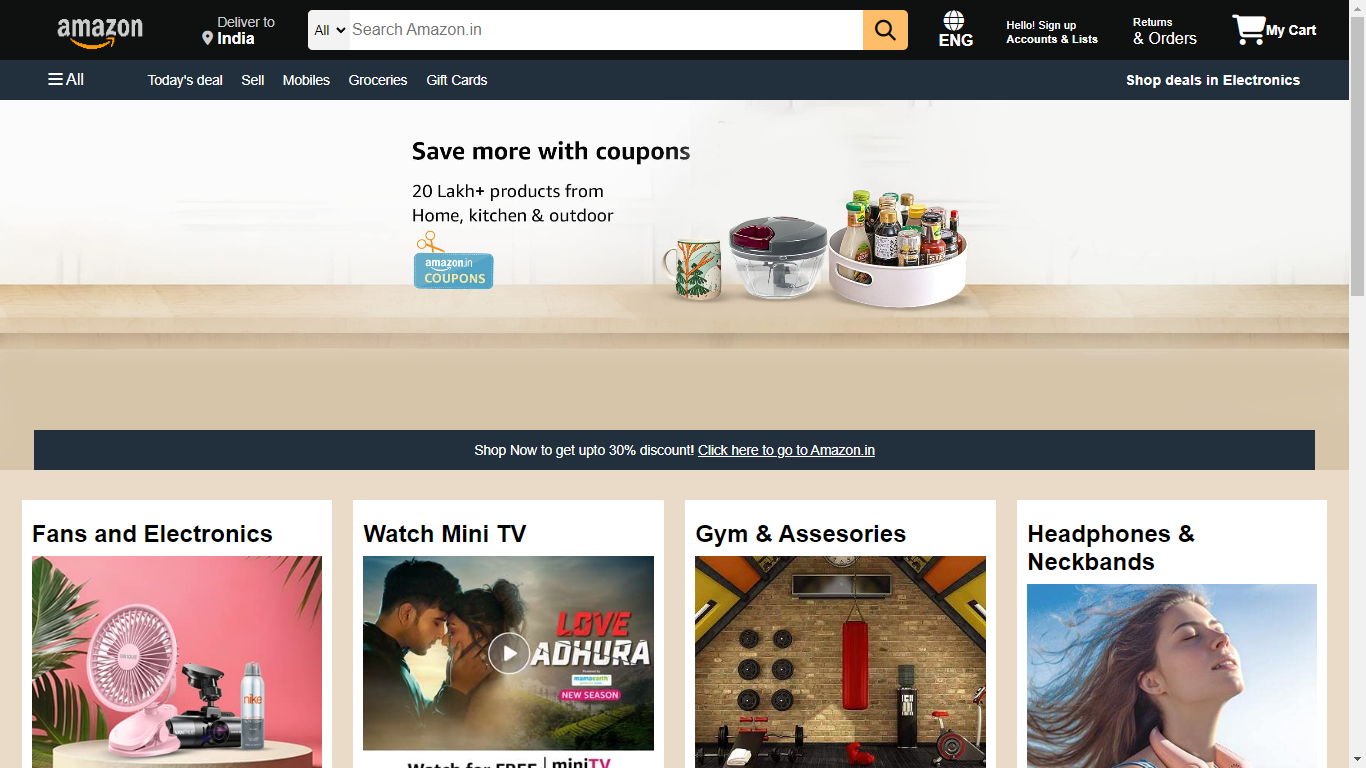 amazon
Deliver to
India
All
Search Amazon.in
ENG
Hello! Sign up
Accounts & Lists
Returns
& Orders
My Cart
All
Today's deal
Sell
Mobiles
Groceries
Gift Cards
Shop deals in Electronics
Save more with coupons
20 Lakh+ products from
Home, kitchen & outdoor
amazon.in
COUPONS
Shop Now to get upto 30% discount! Click here to go to Amazon.in
Fans and Electronics
Watch Mini TV
Gym & Assesories
Headphones &
Neckbands
LOVE
ADHURA
Powered by
mamaearth
NEW SEASON
nike
Watch for FREE | miniTV